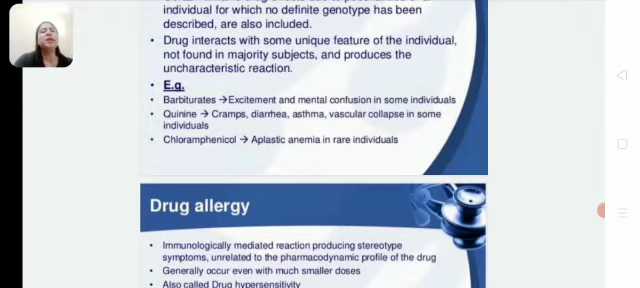 individual for which no definite genotype has been
described, are also included.
• Drug interacts with some unique feature of the individual,
not found in majority subjects, and produces the
uncharacteristic reaction.
• E.g.
• Barbiturates →Excitement and mental confusion in some individuals
• Quinine → Cramps, diarrhea, asthma, vascular collapse in some
individuals
• Chloramphenicol → Aplastic anemia in rare individuals
Drug allergy
• Immunologically mediated reaction producing stereotype
symptoms, unrelated to the pharmacodynamic profile of the drug
• Generally occur even with much smaller doses
• Also called Drug hypersensitivity